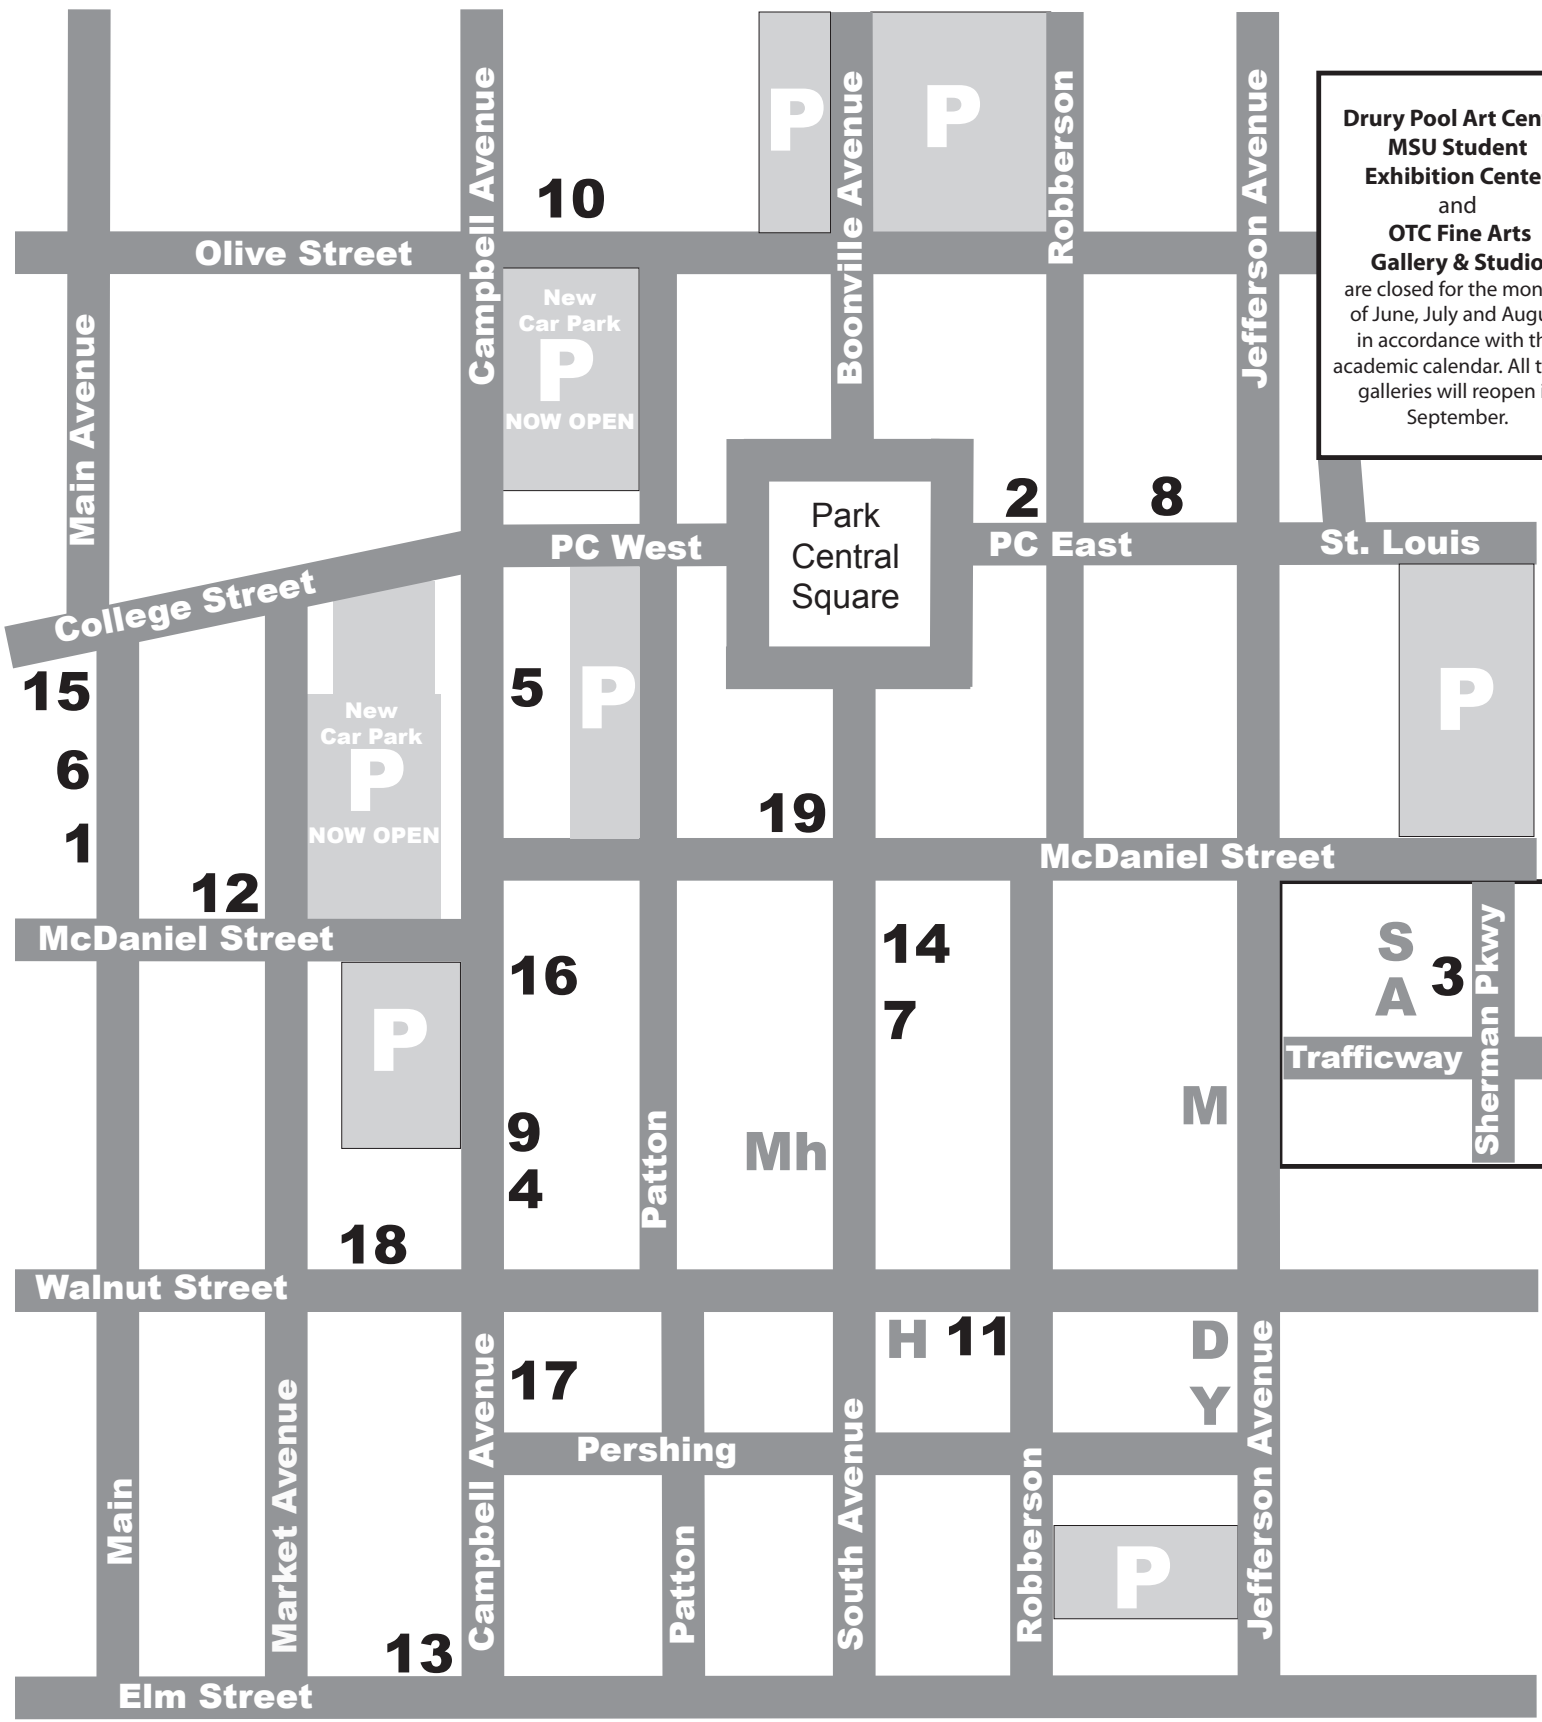 P
P
Campbell Avenue
Boonville Avenue
Robberson
Jefferson Avenue
Drury Pool Art Cen
MSU Student
Exhibition Cente
and
OTC Fine Arts
Gallery & Studio
are closed for the mon
of June, July and Augu
in accordance with th
academic calendar. All t
galleries will reopen i
September.
10
Olive Street
Main Avenue
New
Car Park
P
NOW OPEN
2
8
Park
Central
Square
PC West
PC East
St. Louis
College Street
15
6
1
12
New
Car Park
P
NOW OPEN
5
P
19
P
McDaniel Street
McDaniel Street
16
14
7
S
A
3
Sherman Pkwy
Trafficway
P
9
4
Patton
Mh
M
18
Walnut Street
H
11
D
Y
17
Pershing
Main
Market Avenue
Campbell Avenue
Patton
South Avenue
Robberson
P
Jefferson Avenue
13
Elm Street